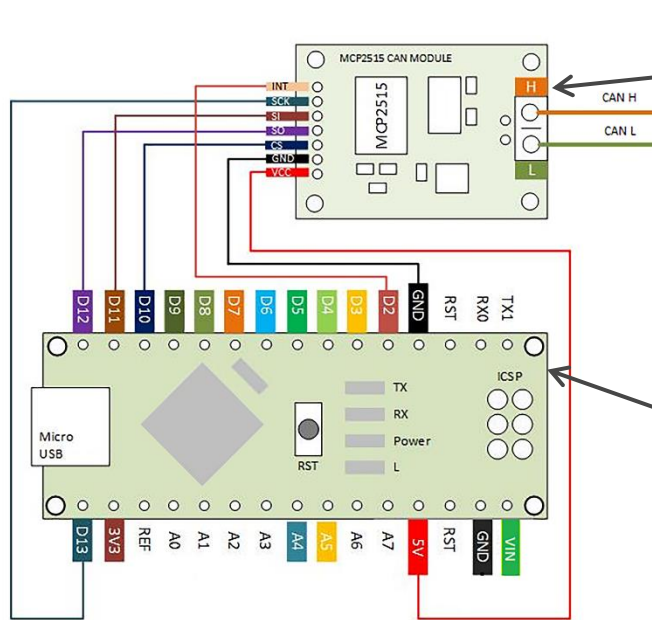 MCP2515 CAN MODULE
INT
SCK
SI
SO
CS
GND
VCC
MCP2515
H
L
CAN H
CAN L
D12 D11 D10 D9 D8 D7 D6 D5 D4 D3 D2 GND RST RX0 TX1
ICSP
TX
RX
Power
L
RST
Micro
USB
D13 3V3 REF A0 A1 A2 A3 A4 A5 A6 A7 5V RST GND VIN